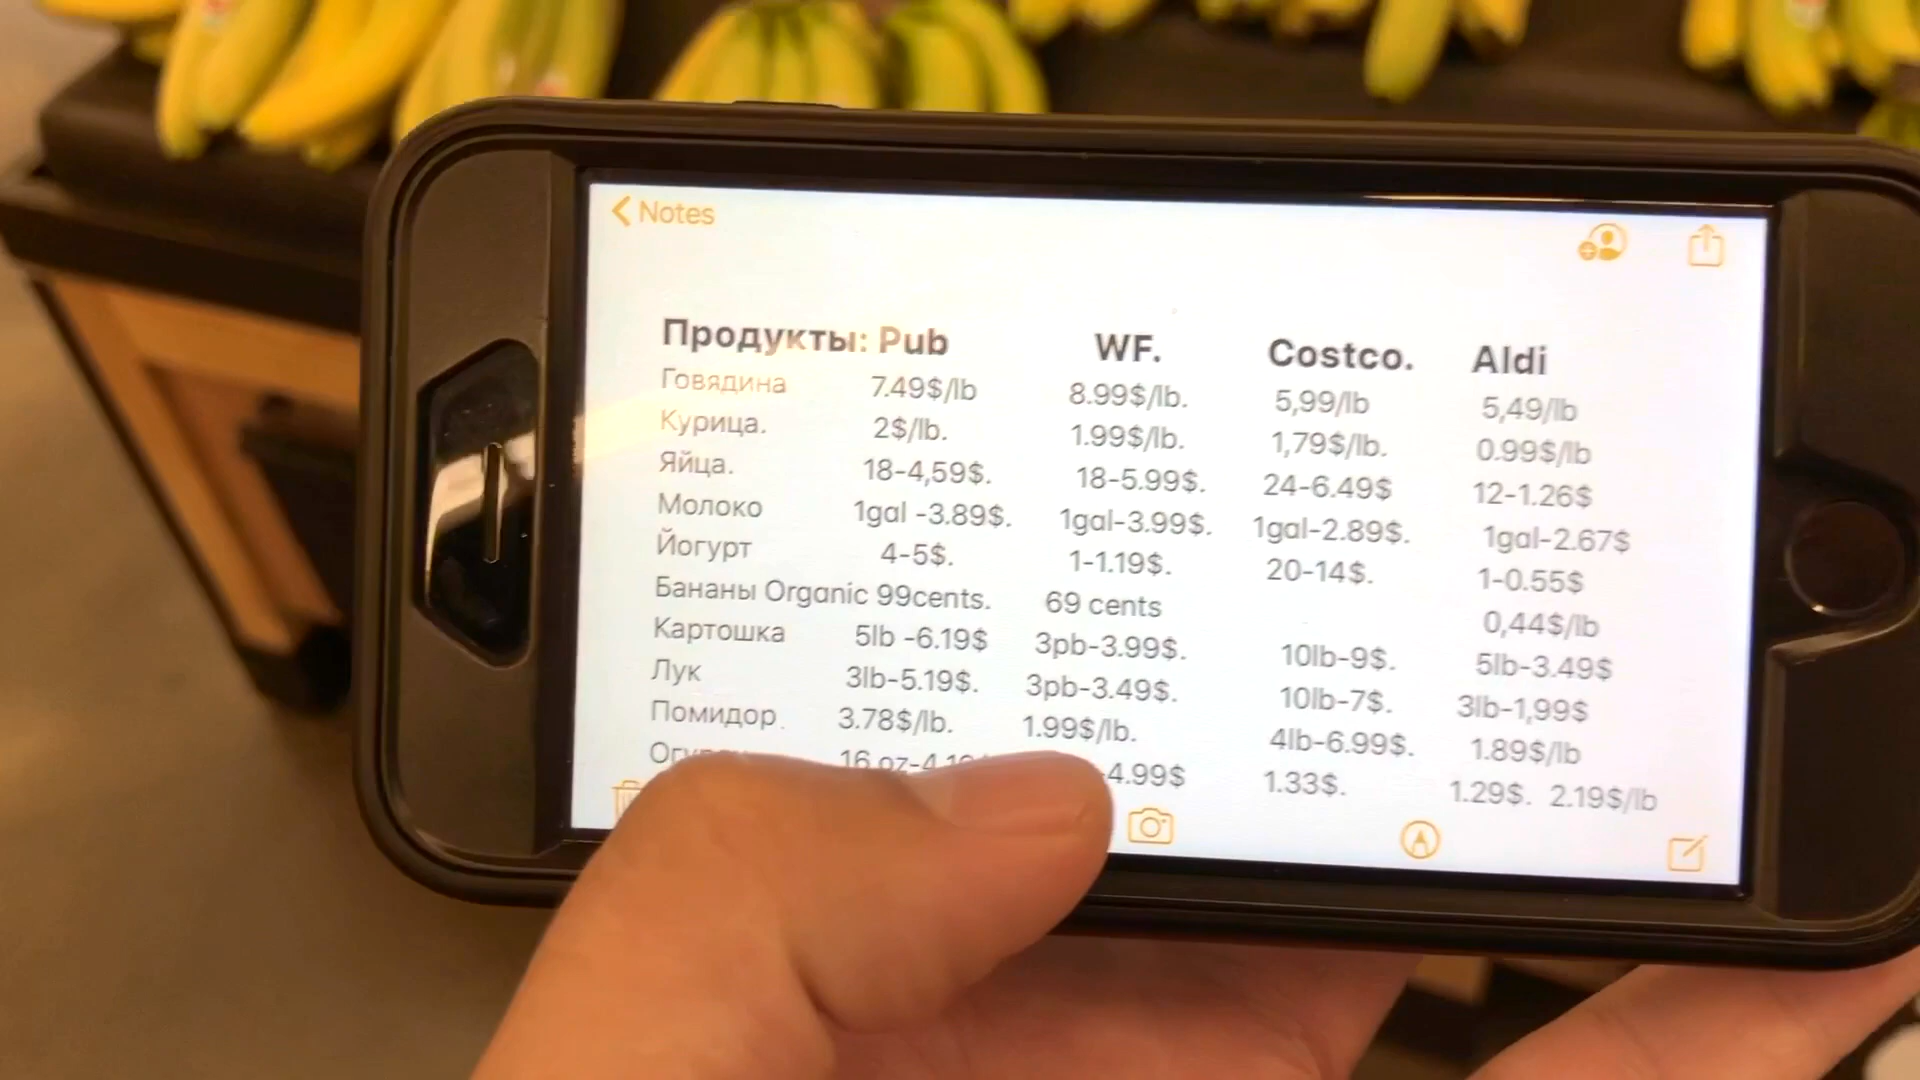 Notes
Продукты: Pub WF. Costco. Aldi
Говядина 7.49$/lb 8.99$/lb. 5,99/lb 5,49/lb
Курица. 2$/lb. 1.99$/lb. 1,79$/lb. 0.99$/lb
Яйца. 18-4,59$. 18-5.99$. 24-6.49$ 12-1.26$
Молоко 1gal -3.89$. 1gal-3.99$. 1gal-2.89$. 1gal-2.67$
Йогурт 4-5$. 1-1.19$. 20-14$. 1-0.55$
Бананы Organic 99cents. 69 cents 0,44$/lb
Картошка 5lb -6.19$ 3pb-3.99$. 10lb-9$. 5lb-3.49$
Лук 3lb-5.19$. 3pb-3.49$. 10lb-7$. 3lb-1,99$
Помидор. 3.78$/lb. 1.99$/lb. 4lb-6.99$. 1.89$/lb
16 oz -4.99$ 1.33$. 1.29$. 2.19$/lb